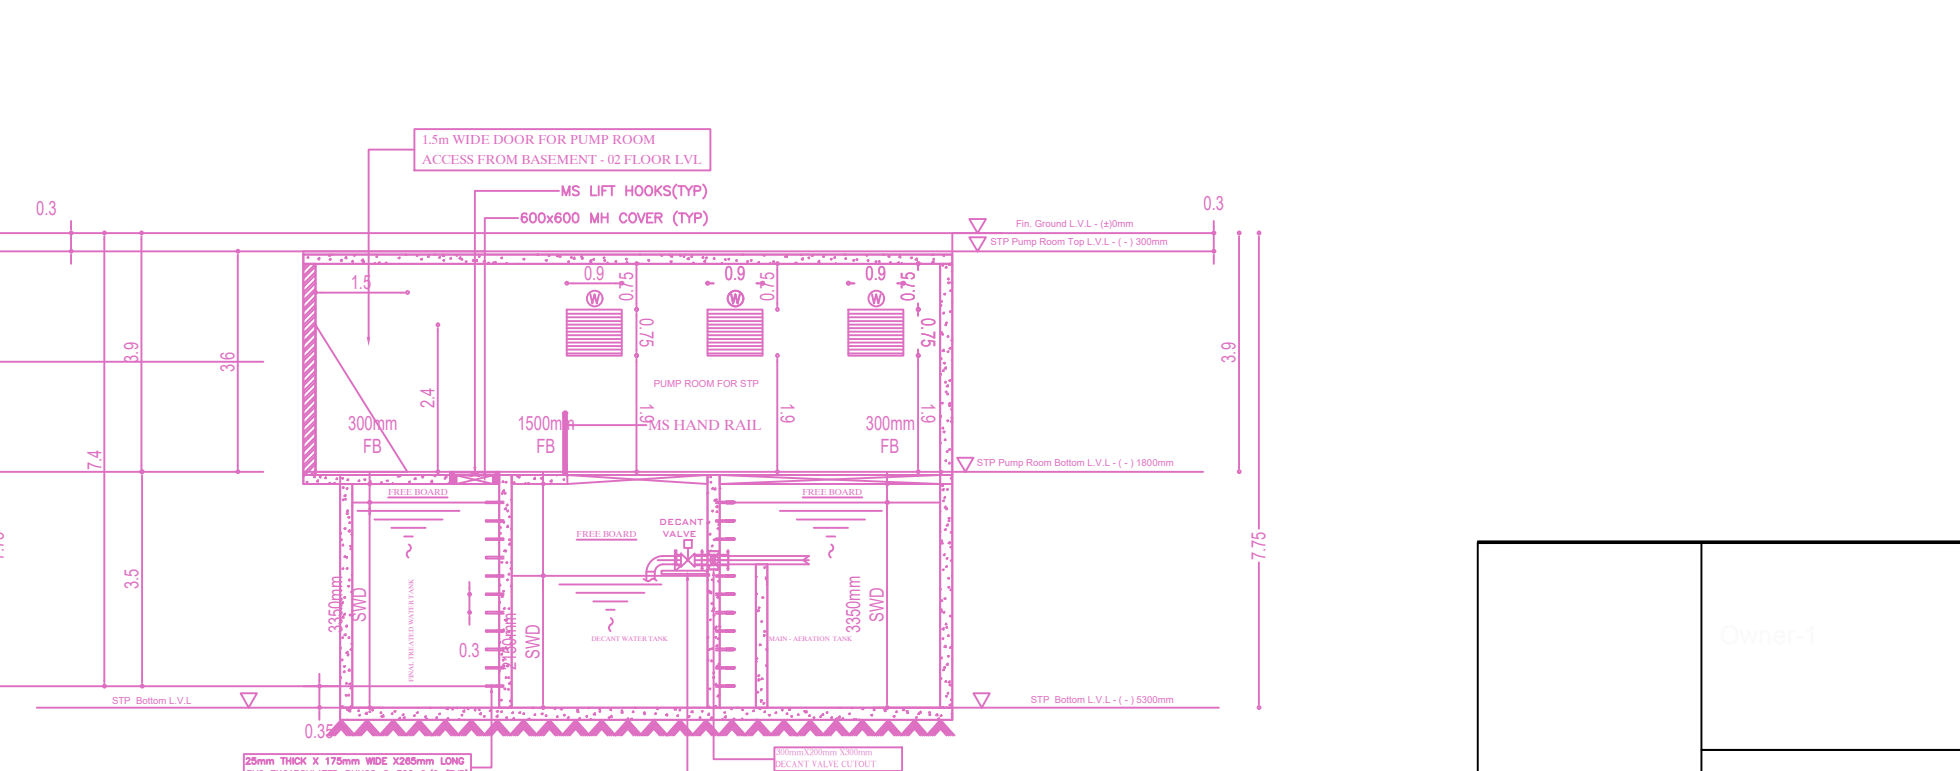 1.5m WIDE DOOR FOR PUMP ROOM
ACCESS FROM BASEMENT - 02 FLOOR LVL
MS LIFT HOOKS(TYP)
600x600 MH COVER (TYP)
0.3
0.3
Fin. Ground L.V.L - (±)0mm
STP Pump Room Top L.V.L - ( - ) 300mm
1.5
0.9
0.75
0.9
0.75
0.9
0.75
W
W
W
0.75
0.75
3.9
3.6
3.9
2.4
PUMP ROOM FOR STP
1.9
1.9
1.9
300mm
FB
1500mm
FB
MS HAND RAIL
300mm
FB
7.4
STP Pump Room Bottom L.V.L - ( - ) 1800mm
FREE BOARD
FREE BOARD
FREE BOARD
DECANT
VALVE
7.75
3.5
3350mm
SWD
FINAL TREATED WATER TANK
0.3
SWD
DECANT WATER TANK
MAIN - AERATION TANK
3350mm
SWD
Owner-1
STP Bottom L.V.L
STP Bottom L.V.L - ( - ) 5300mm
0.35
25mm THICK X 175mm WIDE X265mm LONG
300mmX200mm X300mm
DECANT VALVE CUTOUT